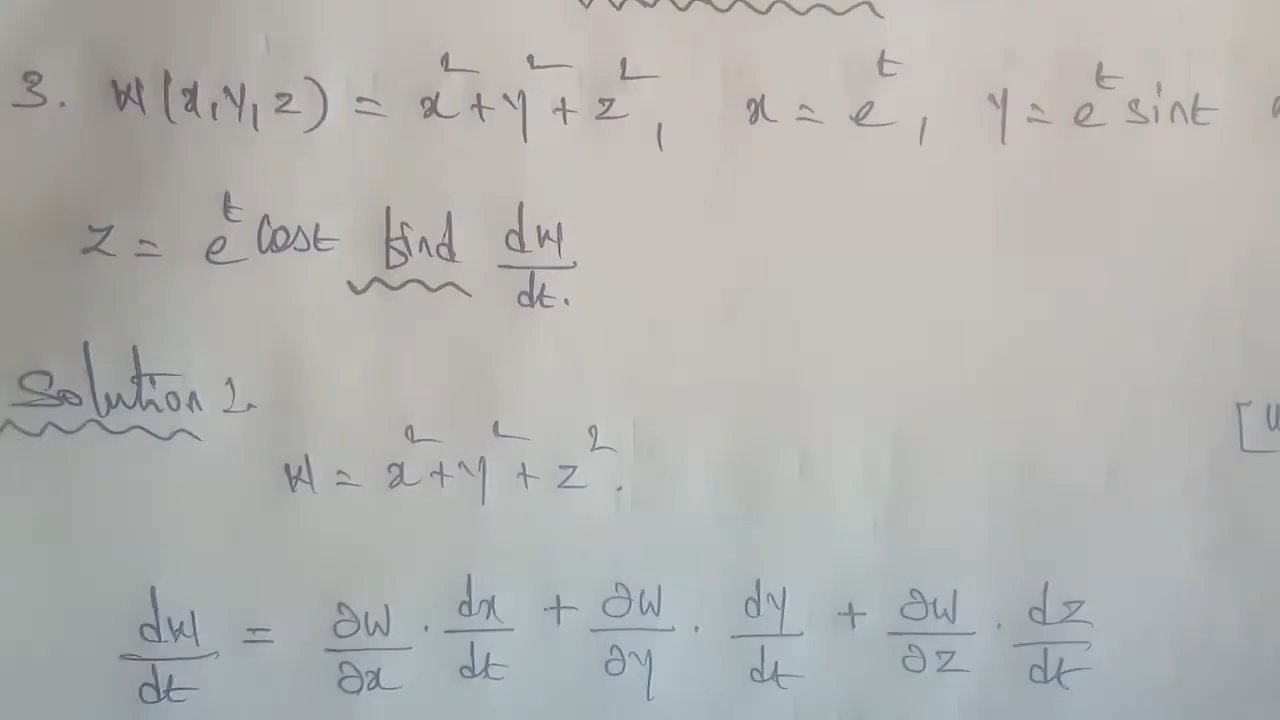 3. W(x,y,z) = x² + y² + z², x = eᵗ, y = eᵗ sint
z = eᵗ cost find dw/dt.
Solution:
W = x² + y² + z².
dw/dt = ∂w/∂x · dx/dt + ∂w/∂y · dy/dt + ∂w/∂z · dz/dt